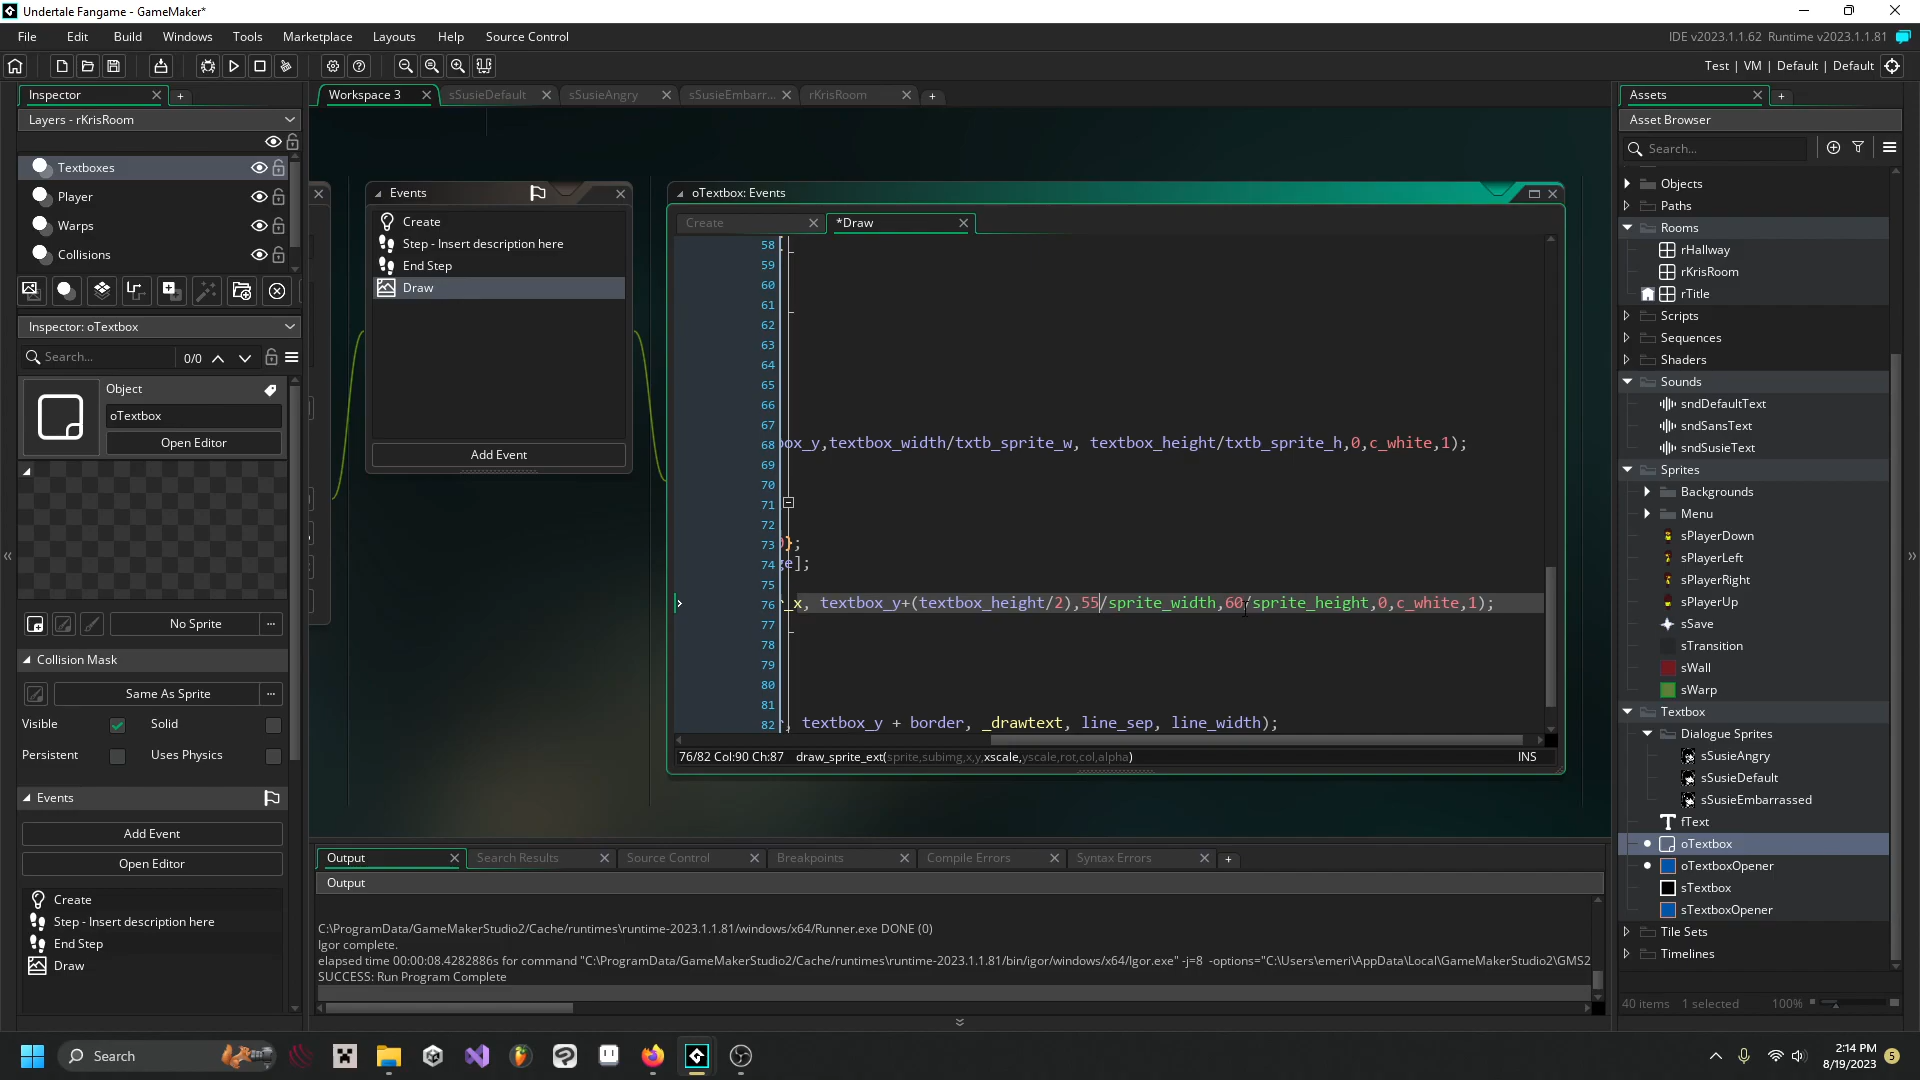 Undertale Fangame - GameMaker*
File Edit Build Windows Tools Marketplace Layouts Help Source Control
IDE v2023.1.1.62 Runtime v2023.1.1.81
Test | VM | Default | Default
Inspector
Layers - rKrisRoom
Textboxes
Player
Warps
Collisions
Inspector: oTextbox
Search... 0/0
Object
oTextbox
Open Editor
No Sprite ...
Collision Mask
Same As Sprite ...
Visible Solid
Persistent Uses Physics
Events
Add Event
Open Editor
Create
Step - Insert description here
End Step
Draw
Workspace 3 sSusieDefault sSusieAngry sSusieEmbarr... rKrisRoom
Events
Create
Step - Insert description here
End Step
Draw
Add Event
oTextbox: Events
Create *Draw
58
59
60
61
62
63
64
65
66
67
68 ox_y,textbox_width/txtb_sprite_w, textbox_height/txtb_sprite_h,0,c_white,1);
69
70
71
72
73 };
74 ge];
75
76 _x, textbox_y+(textbox_height/2),55/sprite_width,60/sprite_height,0,c_white,1);
77
78
79
80
81
82 , textbox_y + border, _drawtext, line_sep, line_width);
76/82 Col:90 Ch:87 draw_sprite_ext(sprite,subimg,x,y,xscale,yscale,rot,col,alpha) INS
Output Search Results Source Control Breakpoints Compile Errors Syntax Errors
Output
C:\ProgramData/GameMakerStudio2/Cache/runtimes\runtime-2023.1.1.81/windows/x64/Runner.exe DONE (0)
Igor complete.
elapsed time 00:00:08.4282886s for command "C:\ProgramData/GameMakerStudio2/Cache/runtimes\runtime-2023.1.1.81/bin/igor/windows/x64/Igor.exe" -j=8 -options="C:\Users\emeri\AppData\Local\GameMakerStudio2\GMS2
SUCCESS: Run Program Complete
Assets
Asset Browser
Search...
Objects
Paths
Rooms
rHallway
rKrisRoom
rTitle
Scripts
Sequences
Shaders
Sounds
sndDefaultText
sndSansText
sndSusieText
Sprites
Backgrounds
Menu
sPlayerDown
sPlayerLeft
sPlayerRight
sPlayerUp
sSave
sTransition
sWall
sWarp
Textbox
Dialogue Sprites
sSusieAngry
sSusieDefault
sSusieEmbarrassed
fText
oTextbox
oTextboxOpener
sTextbox
sTextboxOpener
Tile Sets
Timelines
40 items 1 selected 100%
Search
2:14 PM
8/19/2023
5